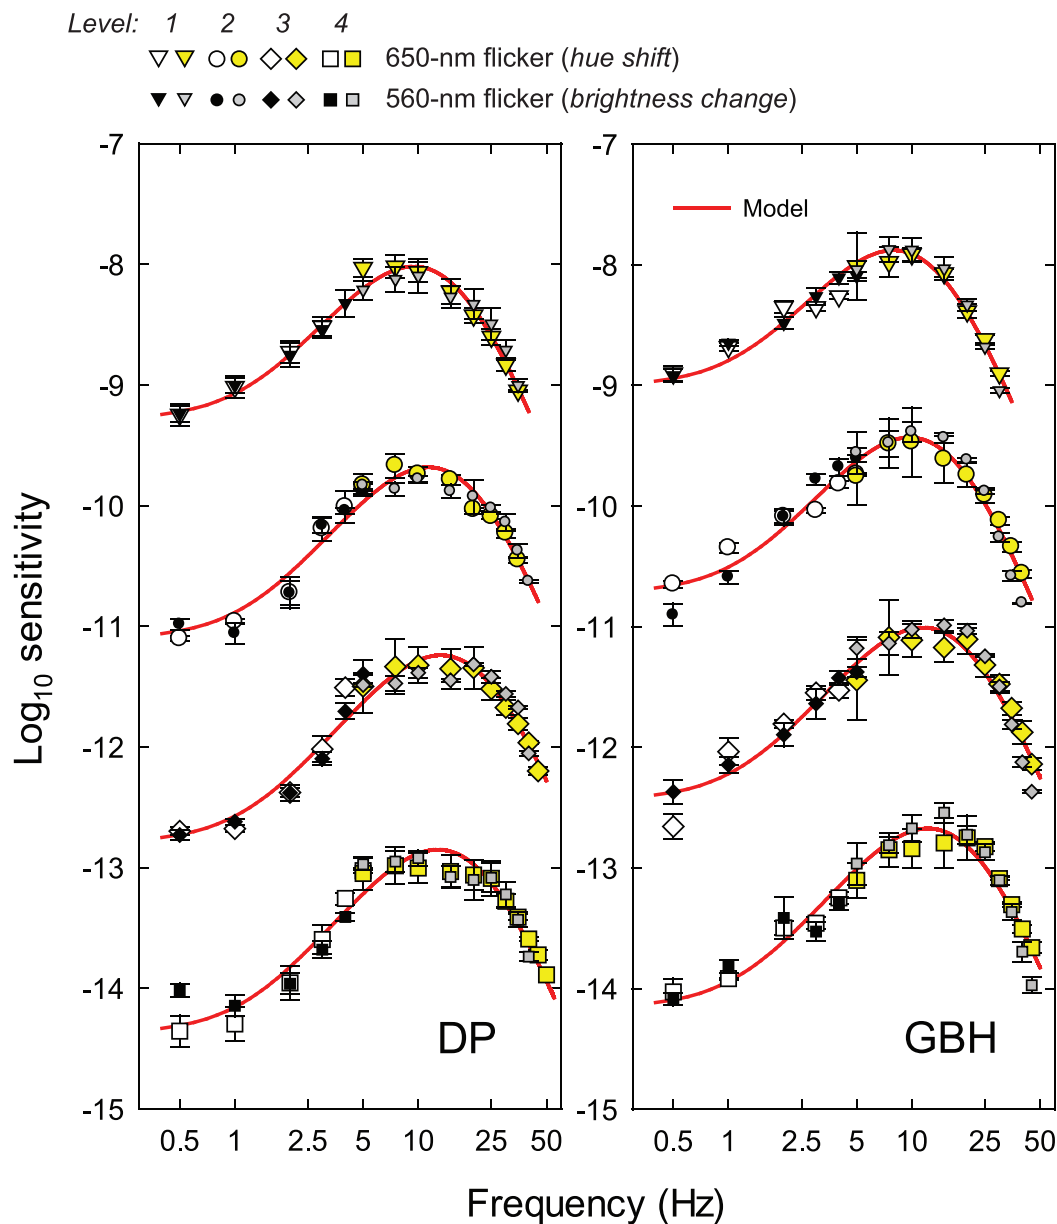 Level: 1 2 3 4
650-nm flicker (hue shift)
560-nm flicker (brightness change)
-7
-8
-9
-10
-11
-12
-13
-14
-15
0.5 1 2.5 5 10 25 50
DP
-7
-8
-9
-10
-11
-12
-13
-14
-15
0.5 1 2.5 5 10 25 50
Model
GBH
Log10 sensitivity
Frequency (Hz)